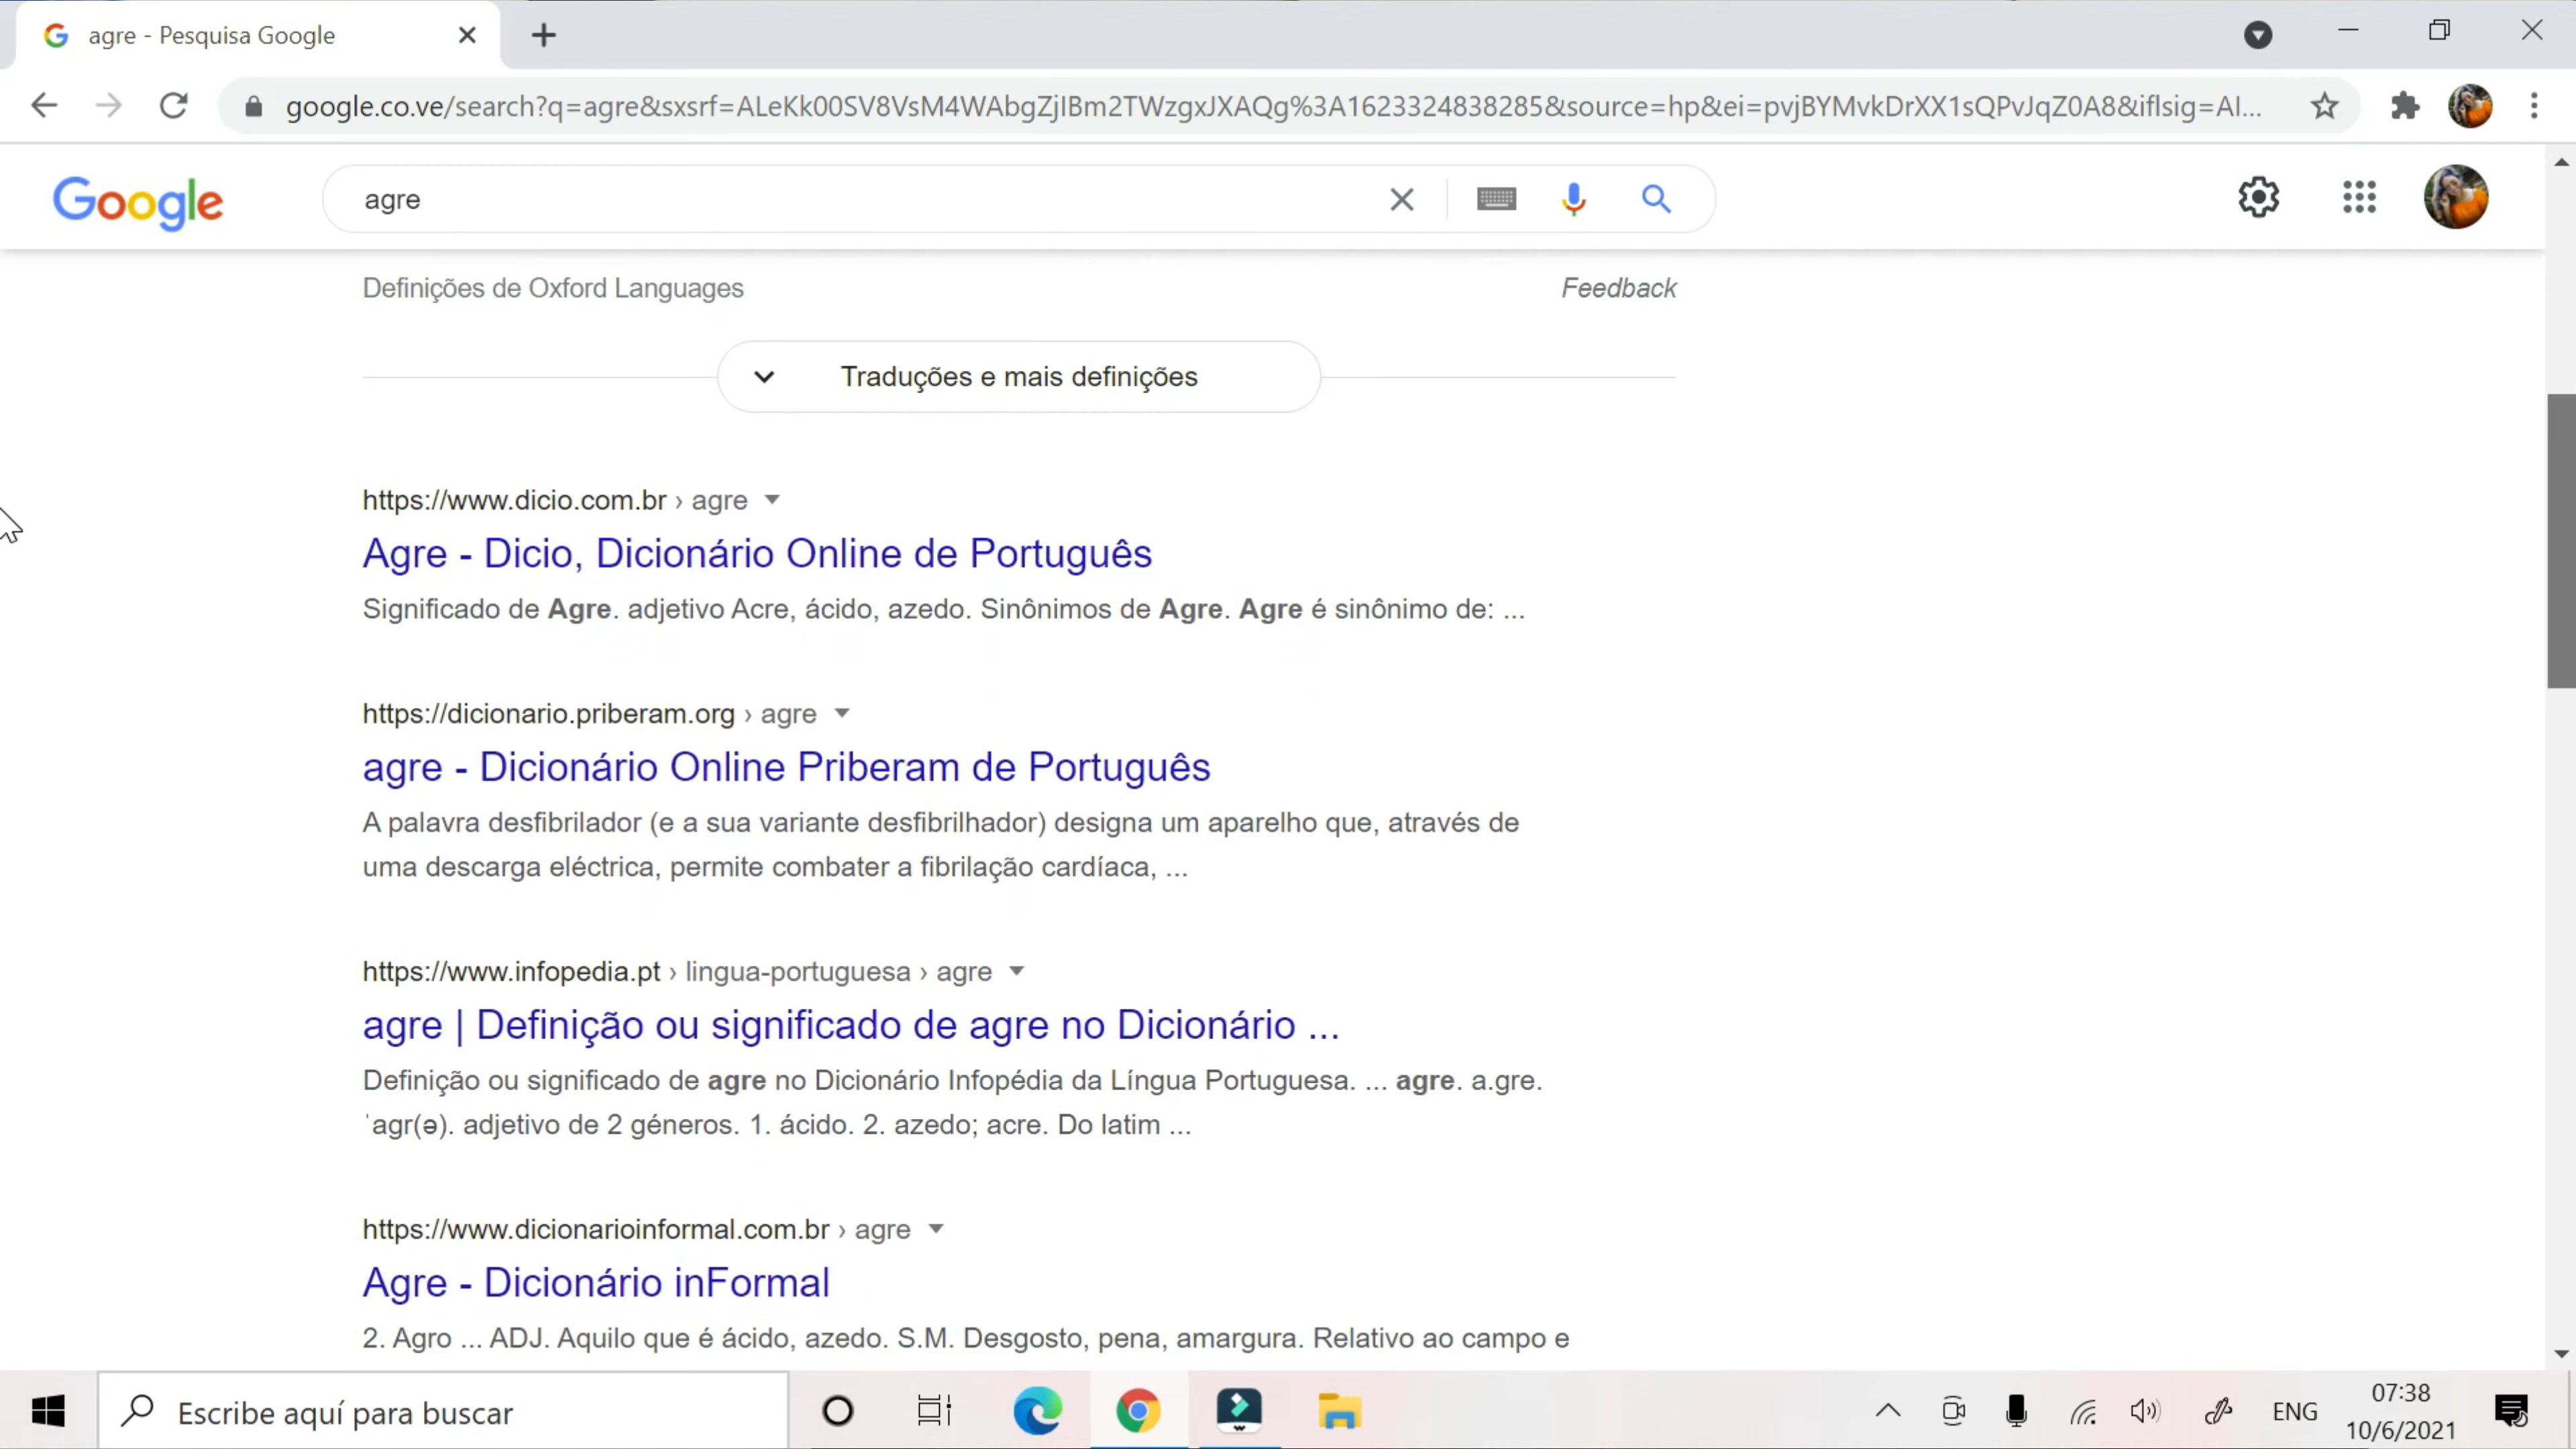 agre - Pesquisa Google
google.co.ve/search?q=agre&sxsrf=ALeKk00SV8VsM4WAbgZjIBm2TWzgxJXAQg%3A1623324838285&source=hp&ei=pvjBYMvkDrXX1sQPvJqZ0A8&iflsig=AI...
Google
agre
Definições de Oxford Languages
Feedback
Traduções e mais definições
https://www.dicio.com.br › agre
Agre - Dicio, Dicionário Online de Português
Significado de Agre. adjetivo Acre, ácido, azedo. Sinônimos de Agre. Agre é sinônimo de: ...
https://dicionario.priberam.org › agre
agre - Dicionário Online Priberam de Português
A palavra desfibrilador (e a sua variante desfibrilhador) designa um aparelho que, através de
uma descarga eléctrica, permite combater a fibrilação cardíaca, ...
https://www.infopedia.pt › lingua-portuguesa › agre
agre | Definição ou significado de agre no Dicionário ...
Definição ou significado de agre no Dicionário Infopédia da Língua Portuguesa. ... agre. a.gre.
ˈagr(ə). adjetivo de 2 géneros. 1. ácido. 2. azedo; acre. Do latim ...
https://www.dicionarioinformal.com.br › agre
Agre - Dicionário inFormal
2. Agro ... ADJ. Aquilo que é ácido, azedo. S.M. Desgosto, pena, amargura. Relativo ao campo e
Escribe aquí para buscar
ENG
07:38
10/6/2021